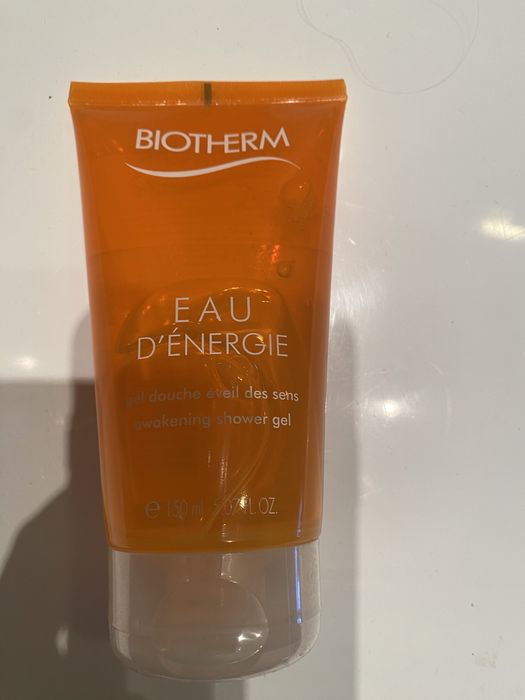 BIOTHERM
EAU
D'ÉNERGIE
gel douche éveil des sens
awakening shower gel
℮ 150 ml 5.07 FL.OZ.